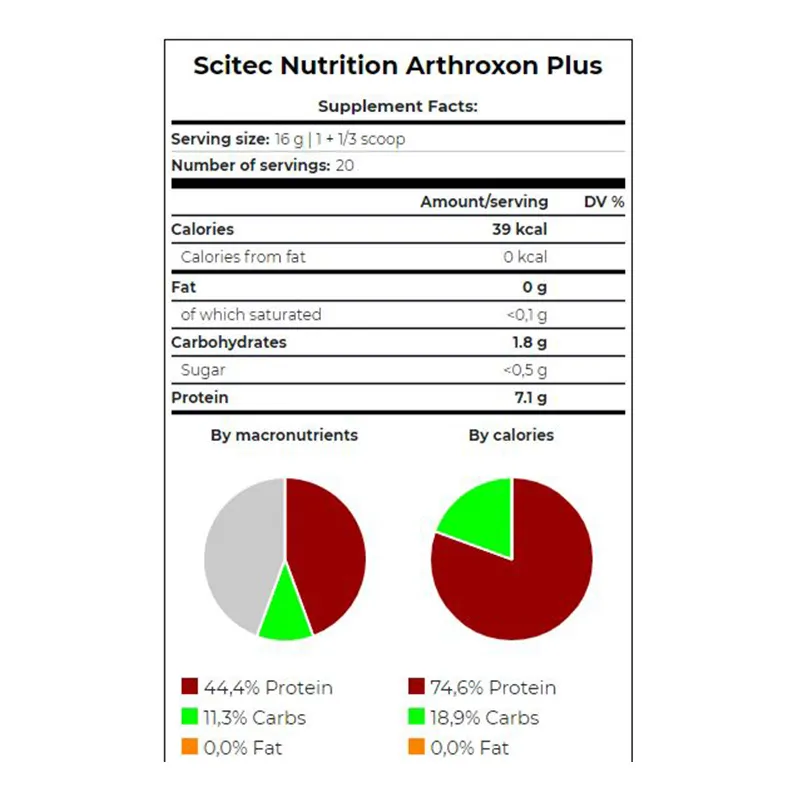 Scitec Nutrition Arthroxon Plus
Supplement Facts:
Serving size: 16 g | 1 + 1/3 scoop
Number of servings: 20
Amount/serving DV %
Calories 39 kcal
Calories from fat 0 kcal
Fat 0 g
of which saturated <0,1 g
Carbohydrates 1.8 g
Sugar <0,5 g
Protein 7.1 g
By macronutrients By calories
44,4% Protein 74,6% Protein
11,3% Carbs 18,9% Carbs
0,0% Fat 0,0% Fat